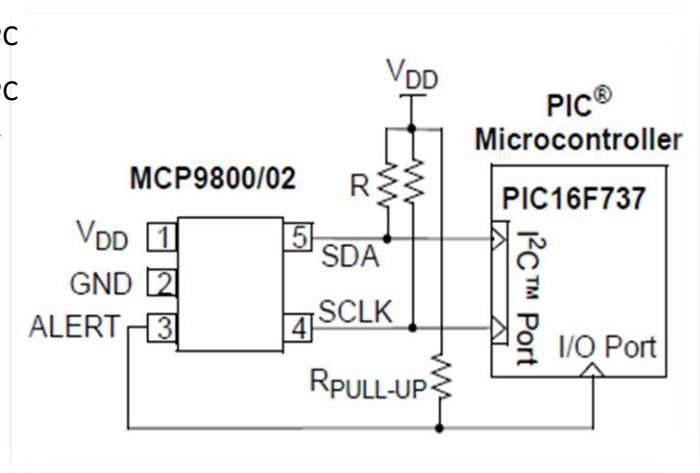 VDD
PIC®
Microcontroller
MCP9800/02
R
PIC16F737
VDD 1
5
SDA
GND 2
ALERT 3
4 SCLK
I²C™ Port
I/O Port
RPULL-UP